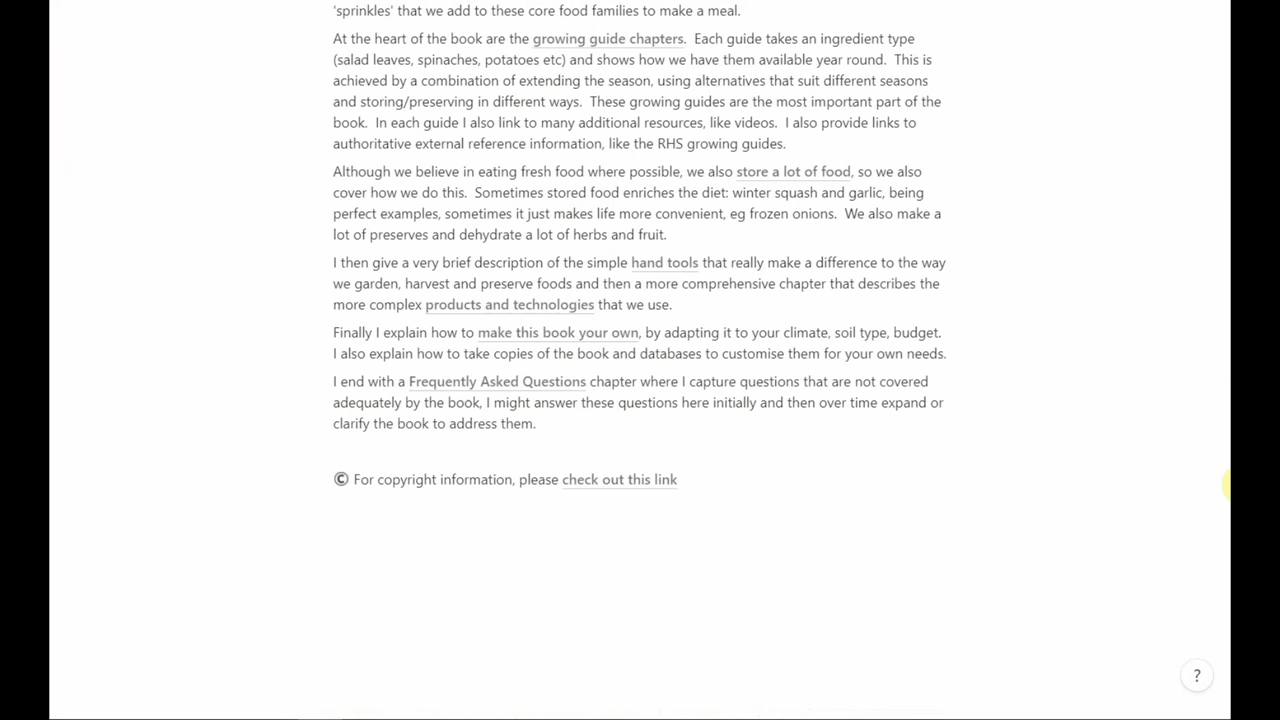 'sprinkles' that we add to these core food families to make a meal.
At the heart of the book are the growing guide chapters.  Each guide takes an ingredient type
(salad leaves, spinaches, potatoes etc) and shows how we have them available year round.  This is
achieved by a combination of extending the season, using alternatives that suit different seasons
and storing/preserving in different ways.  These growing guides are the most important part of the
book.  In each guide I also link to many additional resources, like videos.  I also provide links to
authoritative external reference information, like the RHS growing guides.
Although we believe in eating fresh food where possible, we also store a lot of food, so we also
cover how we do this.  Sometimes stored food enriches the diet: winter squash and garlic, being
perfect examples, sometimes it just makes life more convenient, eg frozen onions.  We also make a
lot of preserves and dehydrate a lot of herbs and fruit.
I then give a very brief description of the simple hand tools that really make a difference to the way
we garden, harvest and preserve foods and then a more comprehensive chapter that describes the
more complex products and technologies that we use.
Finally I explain how to make this book your own, by adapting it to your climate, soil type, budget.
I also explain how to take copies of the book and databases to customise them for your own needs.
I end with a Frequently Asked Questions chapter where I capture questions that are not covered
adequately by the book, I might answer these questions here initially and then over time expand or
clarify the book to address them.
© For copyright information, please check out this link
?